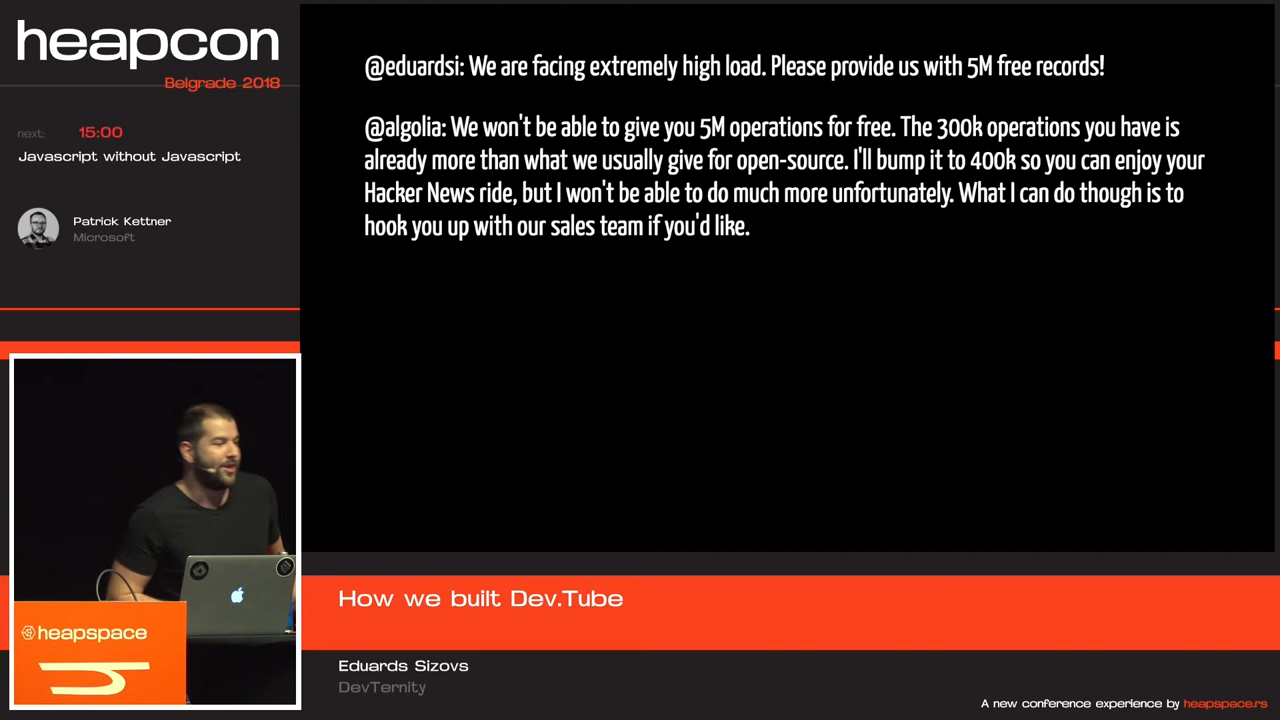 heapcon
Belgrade 2018
next: 15:00
Javascript without Javascript
Patrick Kettner
Microsoft
@eduardsi: We are facing extremely high load. Please provide us with 5M free records!
@algolia: We won't be able to give you 5M operations for free. The 300k operations you have is
already more than what we usually give for open-source. I'll bump it to 400k so you can enjoy your
Hacker News ride, but I won't be able to do much more unfortunately. What I can do though is to
hook you up with our sales team if you'd like.
heapspace
How we built Dev.Tube
Eduards Sizovs
DevTernity
A new conference experience by heapspace.rs